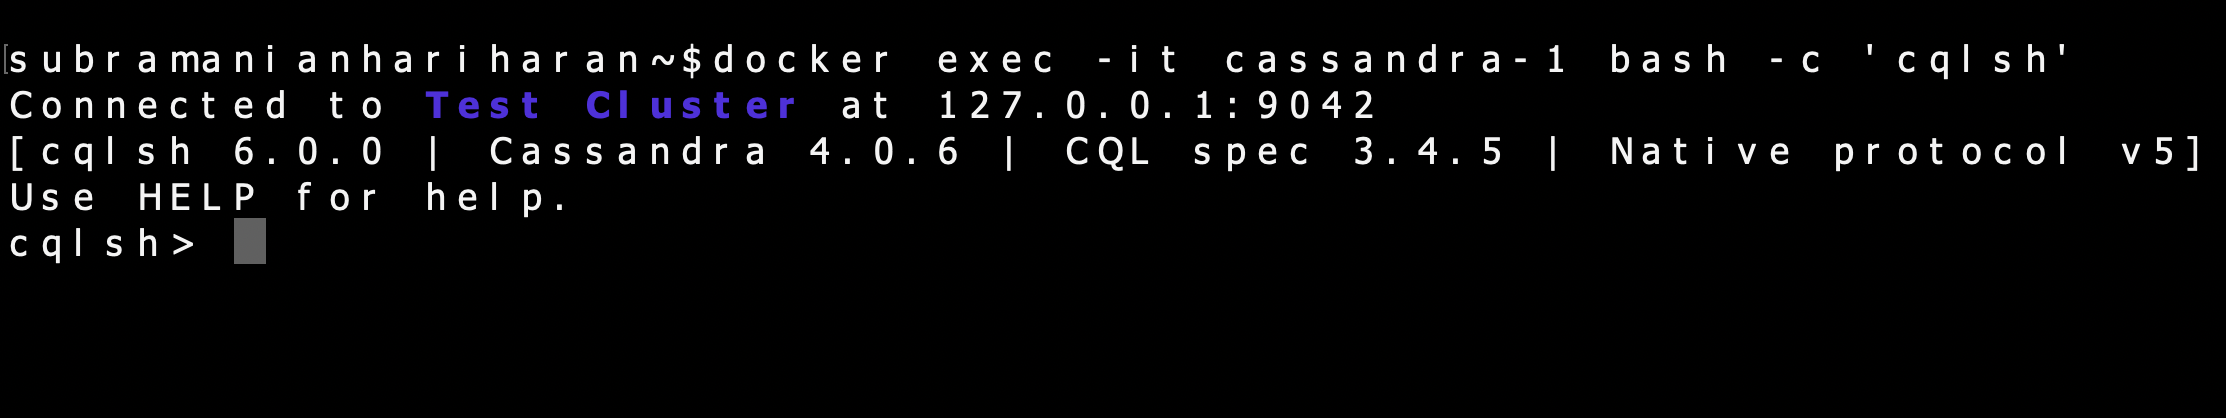 subramanianhariharan~$docker exec -it cassandra-1 bash -c 'cqlsh'
Connected to Test Cluster at 127.0.0.1:9042
[cqlsh 6.0.0 | Cassandra 4.0.6 | CQL spec 3.4.5 | Native protocol v5]
Use HELP for help.
cqlsh>